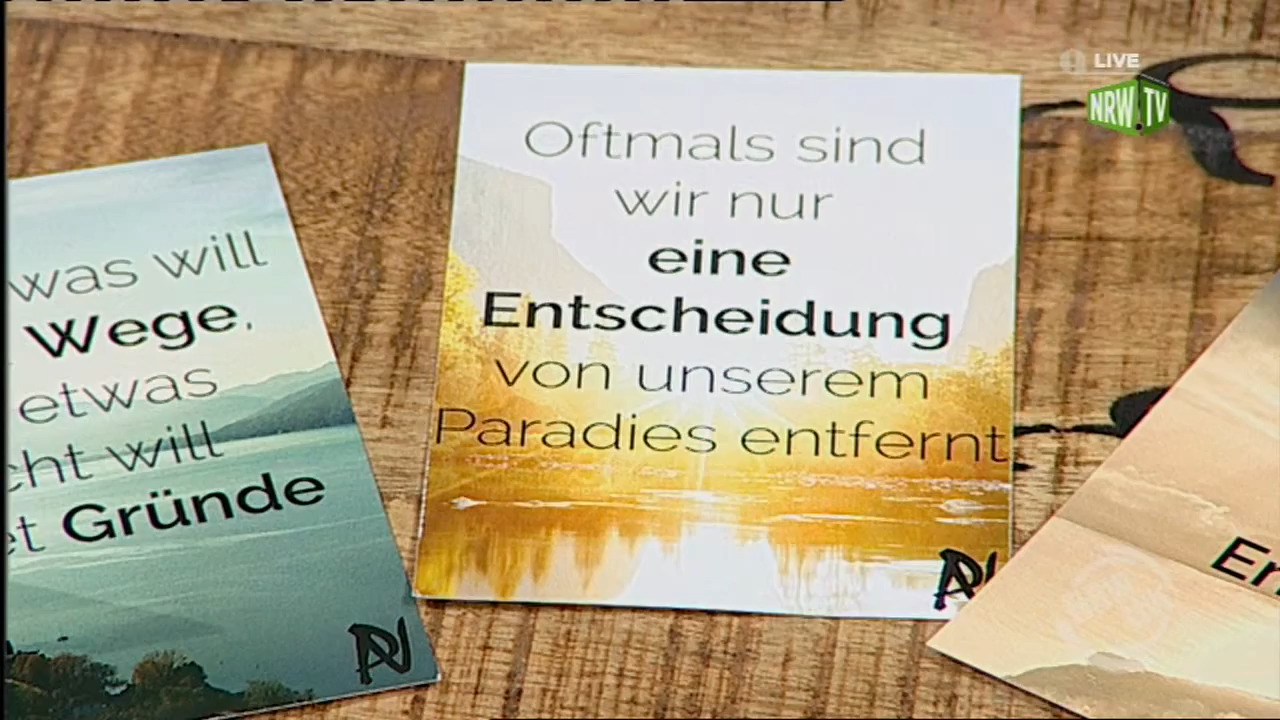 was will
Wege,
etwas
cht will
et Gründe
Oftmals sind
wir nur
eine
Entscheidung
von unserem
Paradies entfernt
LIVE
NRW.TV